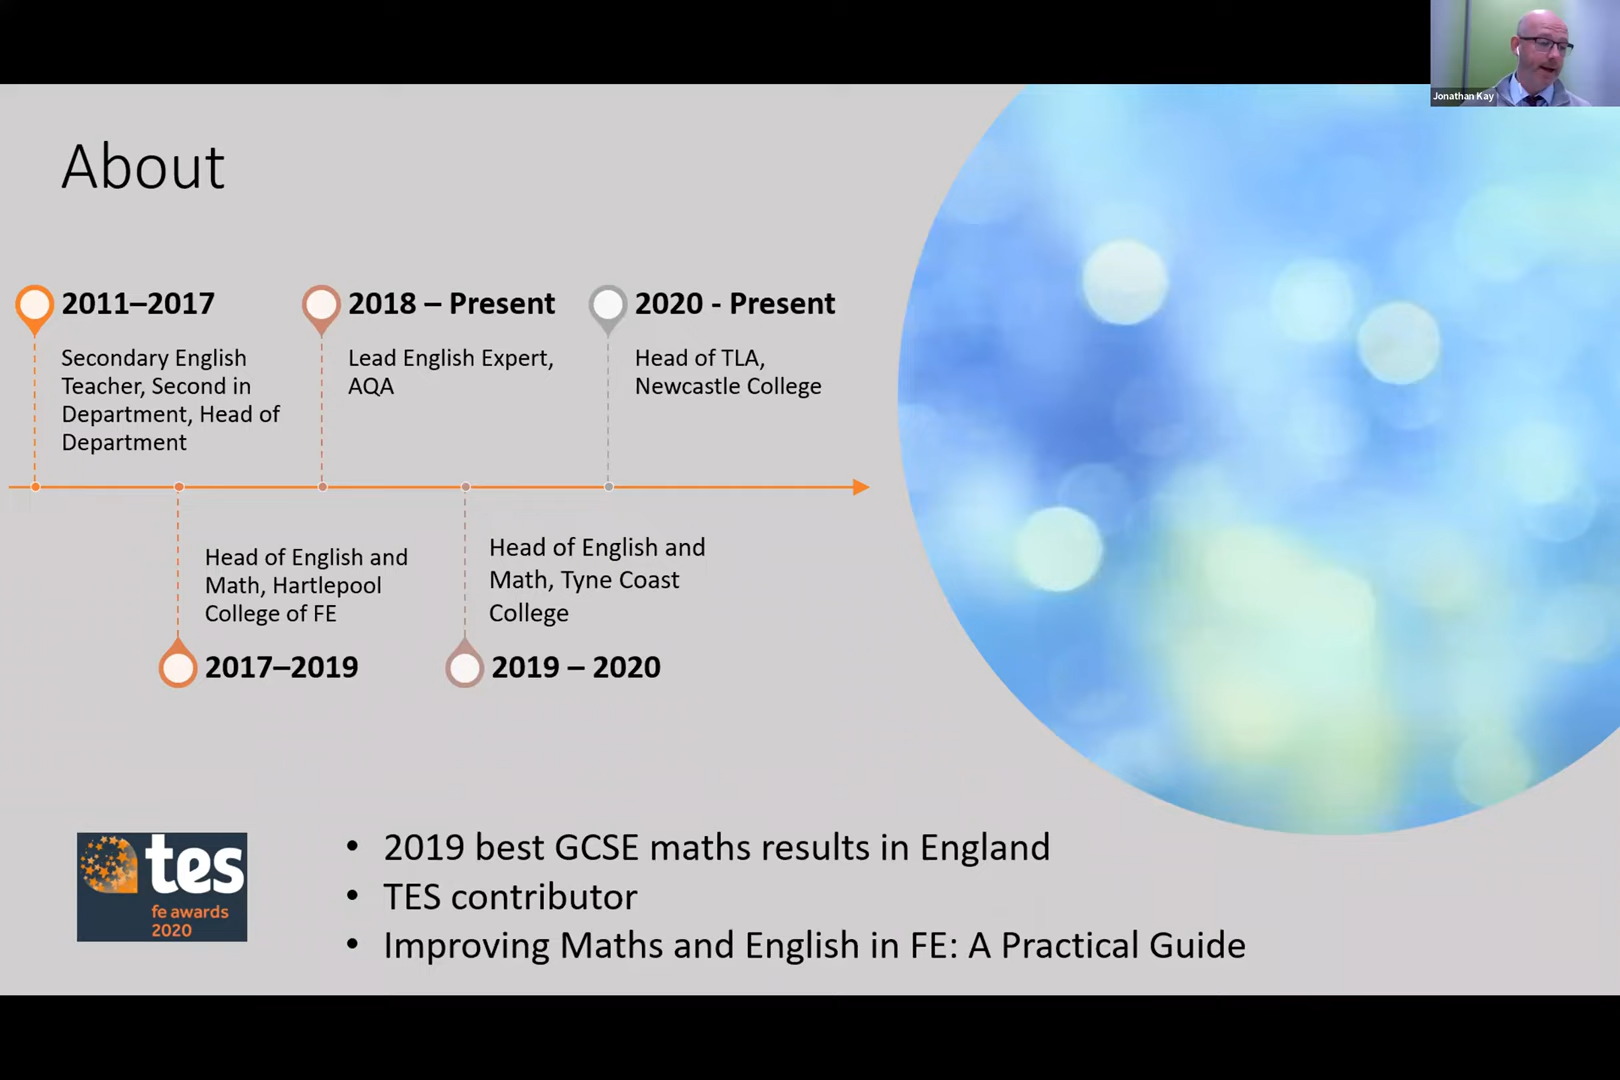 Jonathan Kay
About
2011–2017
Secondary English
Teacher, Second in
Department, Head of
Department
2018 – Present
Lead English Expert,
AQA
2020 - Present
Head of TLA,
Newcastle College
Head of English and
Math, Hartlepool
College of FE
2017–2019
Head of English and
Math, Tyne Coast
College
2019 – 2020
tes
fe awards
2020
• 2019 best GCSE maths results in England
• TES contributor
• Improving Maths and English in FE: A Practical Guide